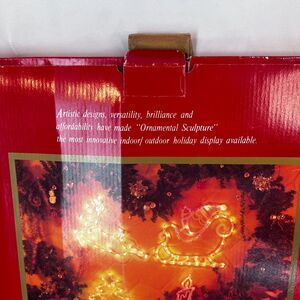 Artistic designs, versatility, brilliance and
affordability have made "Ornamental Sculpture"
the most innovative indoor/outdoor holiday display available.